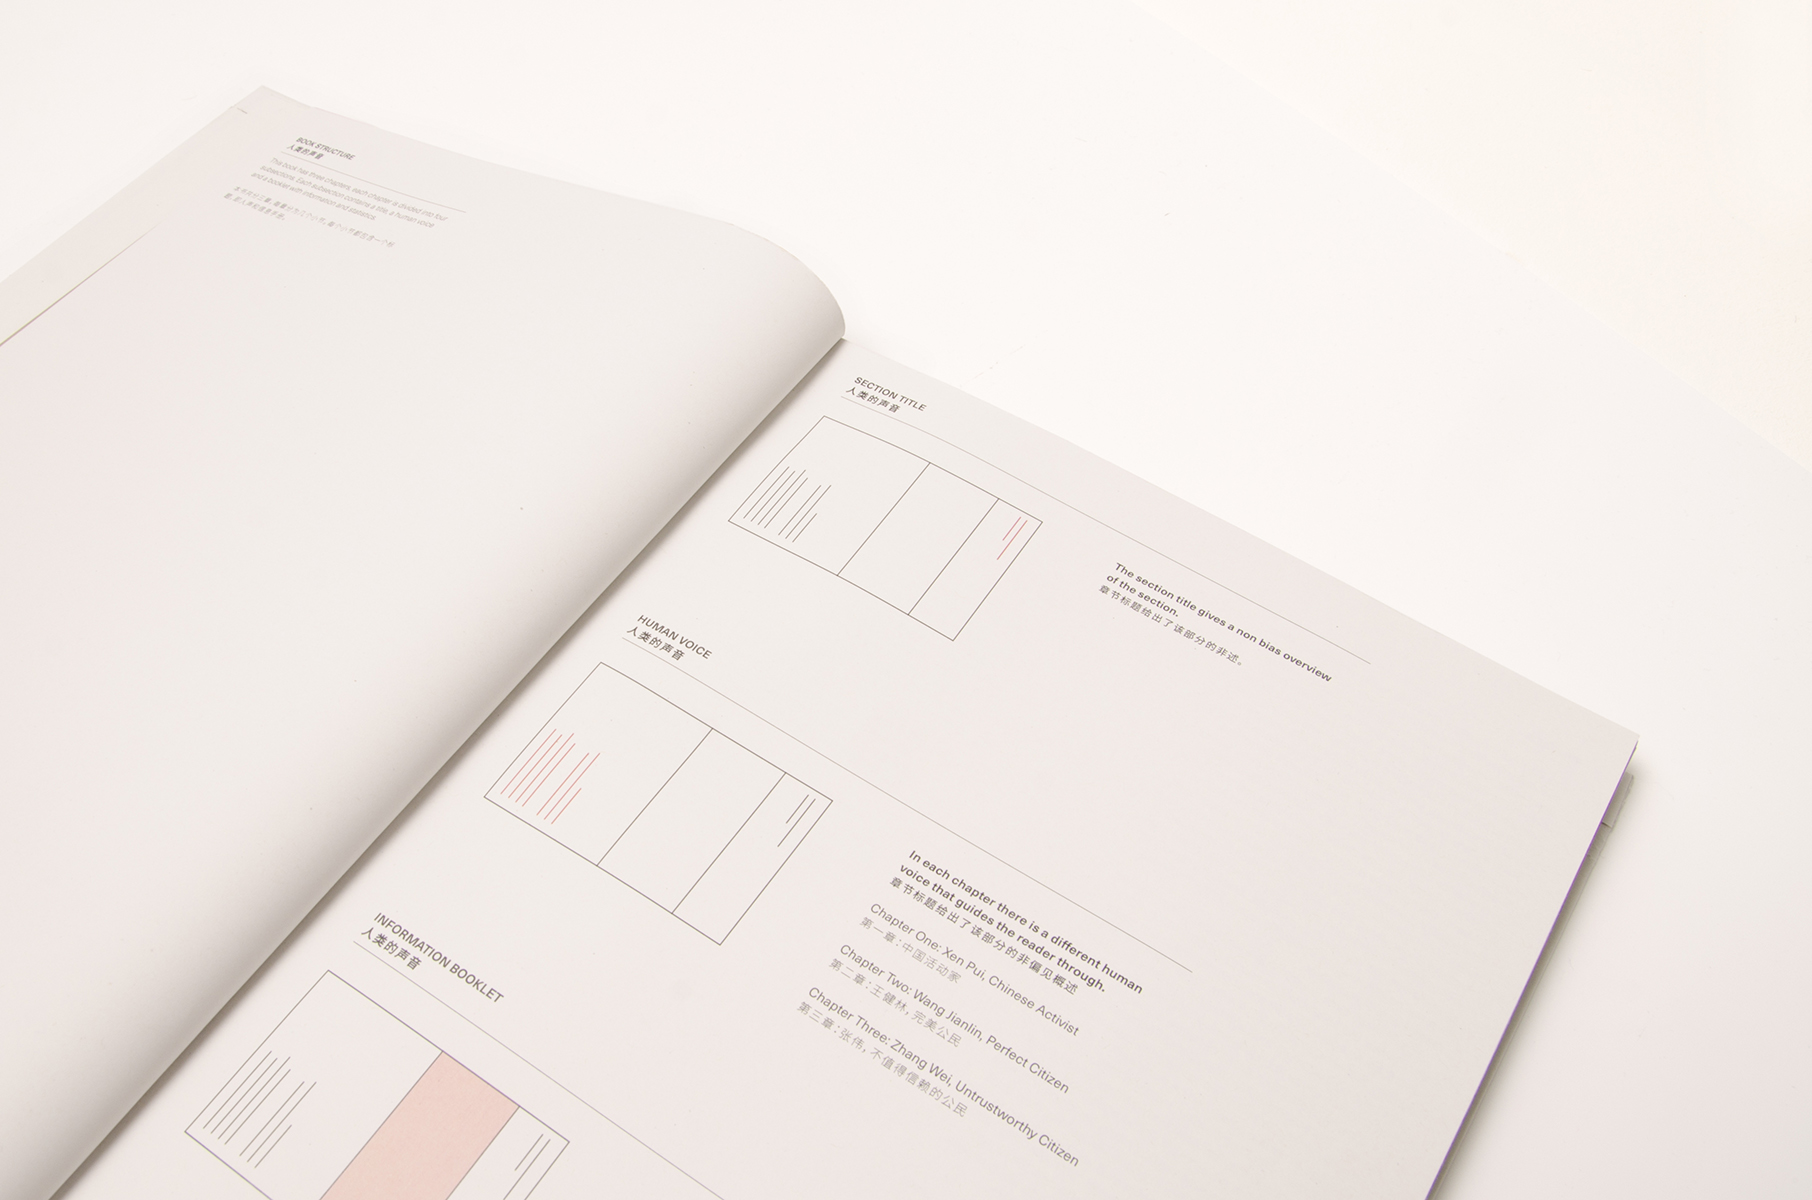 BOOK STRUCTURE
人类的声音
The book has three chapters, each chapter is divided into four
subsections. Each subsection contains a title, a human voice
and a booklet with information and statistics.
SECTION TITLE
人类的声音
The section title gives a non bias overview
of the section.
章节标题给出了该部分的非述。
HUMAN VOICE
人类的声音
In each chapter there is a different human
voice that guides the reader through.
章节标题给出了该部分的非偏见概述
Chapter One: Xen Pui, Chinese Activist
第一章：中国活动家
Chapter Two: Wang Jianlin, Perfect Citizen
第二章：王健林，完美公民
Chapter Three: Zhang Wei, Untrustworthy Citizen
第三章：张伟，不值得信赖的公民
INFORMATION BOOKLET
人类的声音